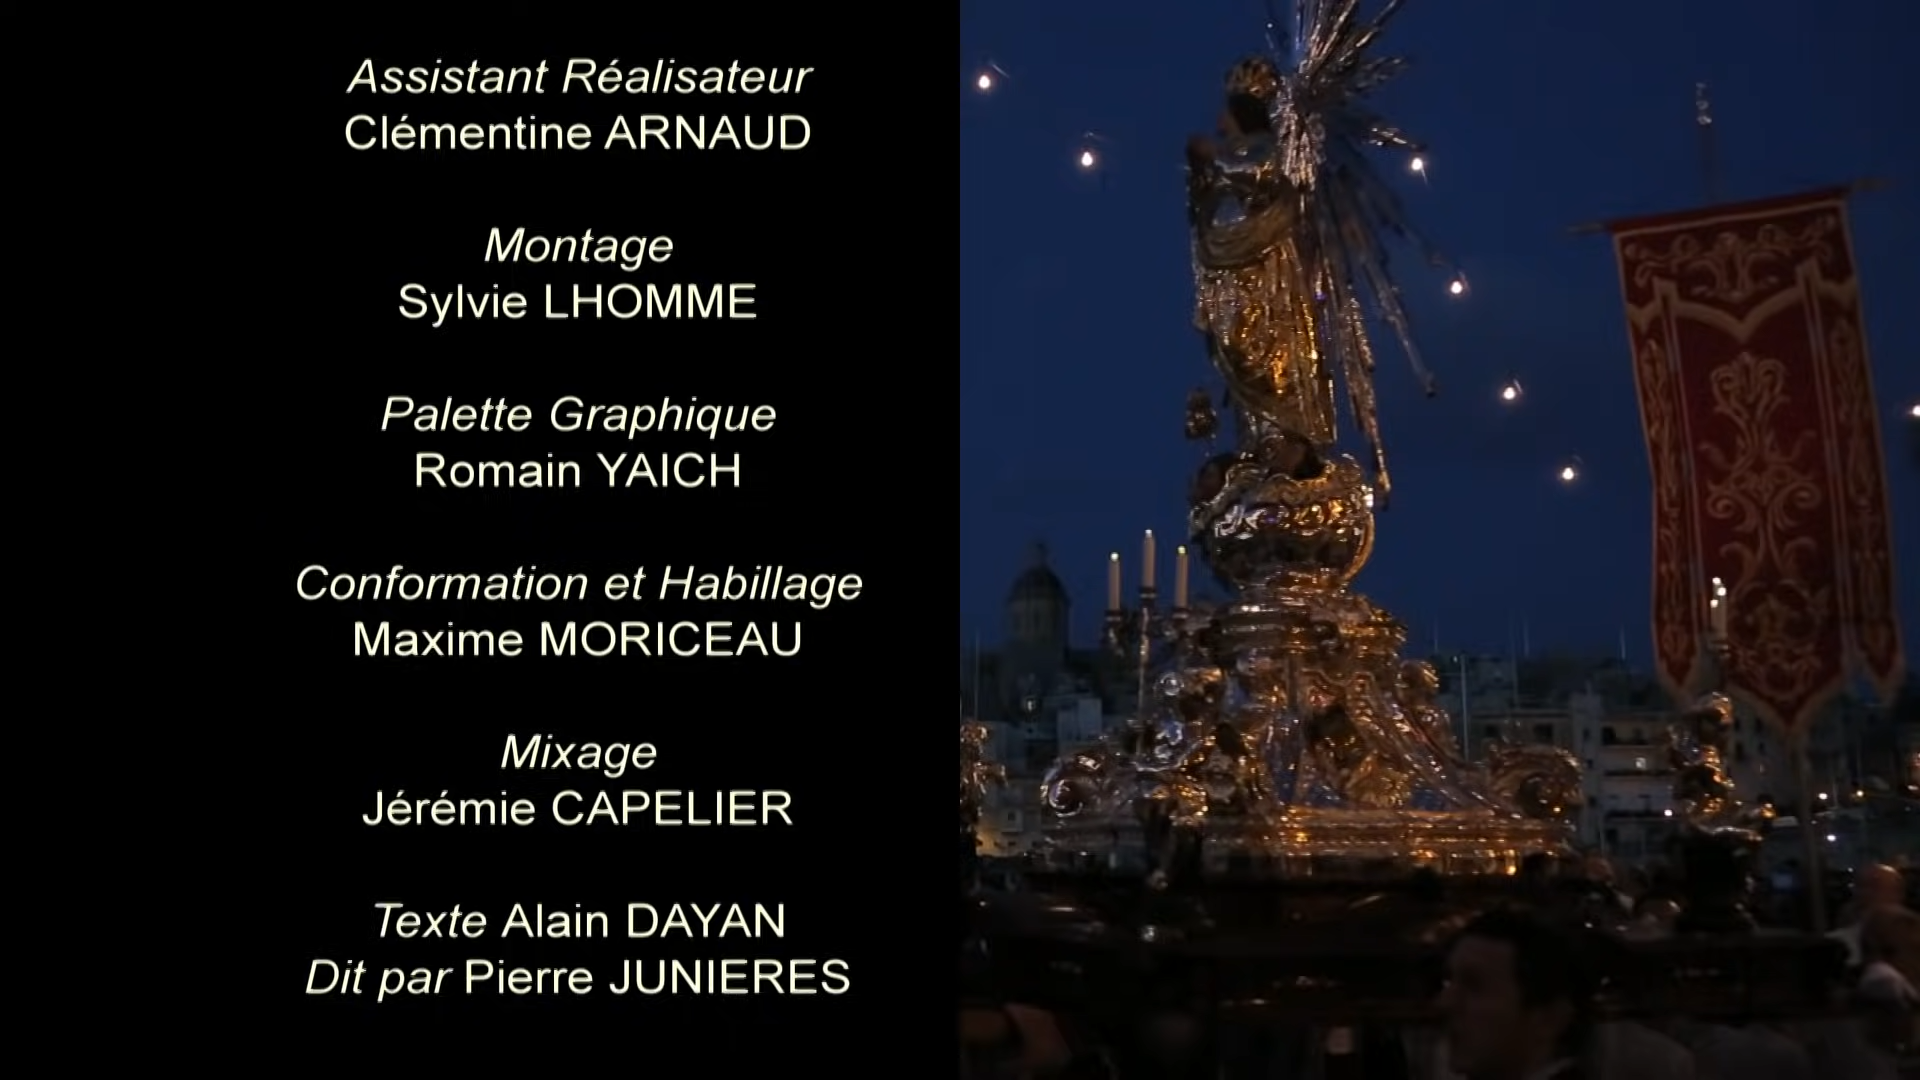 Assistant Réalisateur
Clémentine ARNAUD
Montage
Sylvie LHOMME
Palette Graphique
Romain YAICH
Conformation et Habillage
Maxime MORICEAU
Mixage
Jérémie CAPELIER
Texte Alain DAYAN
Dit par Pierre JUNIERES